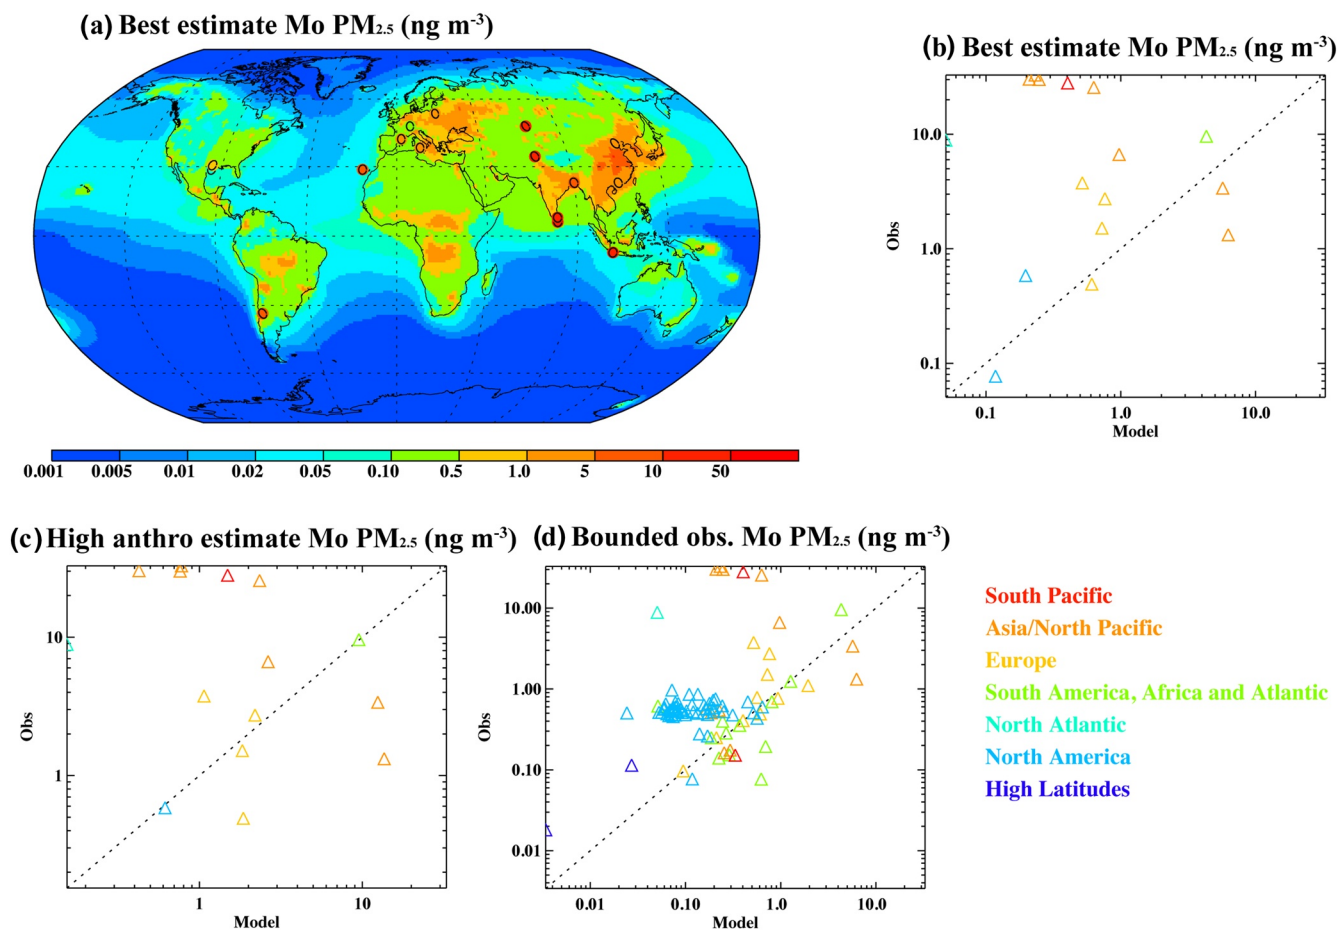 (a) Best estimate Mo PM2.5 (ng m-3)
0.001 0.005 0.01 0.02 0.05 0.10 0.5 1.0 5 10 50
(b) Best estimate Mo PM2.5 (ng m-3)
10.0
1.0
0.1
Obs
0.1 1.0 10.0
Model
(c) High anthro estimate Mo PM2.5 (ng m-3)
10
1
Obs
1 10
Model
(d) Bounded obs. Mo PM2.5 (ng m-3)
10.00
1.00
0.10
0.01
Obs
0.01 0.10 1.0 10.0
Model
South Pacific
Asia/North Pacific
Europe
South America, Africa and Atlantic
North Atlantic
North America
High Latitudes